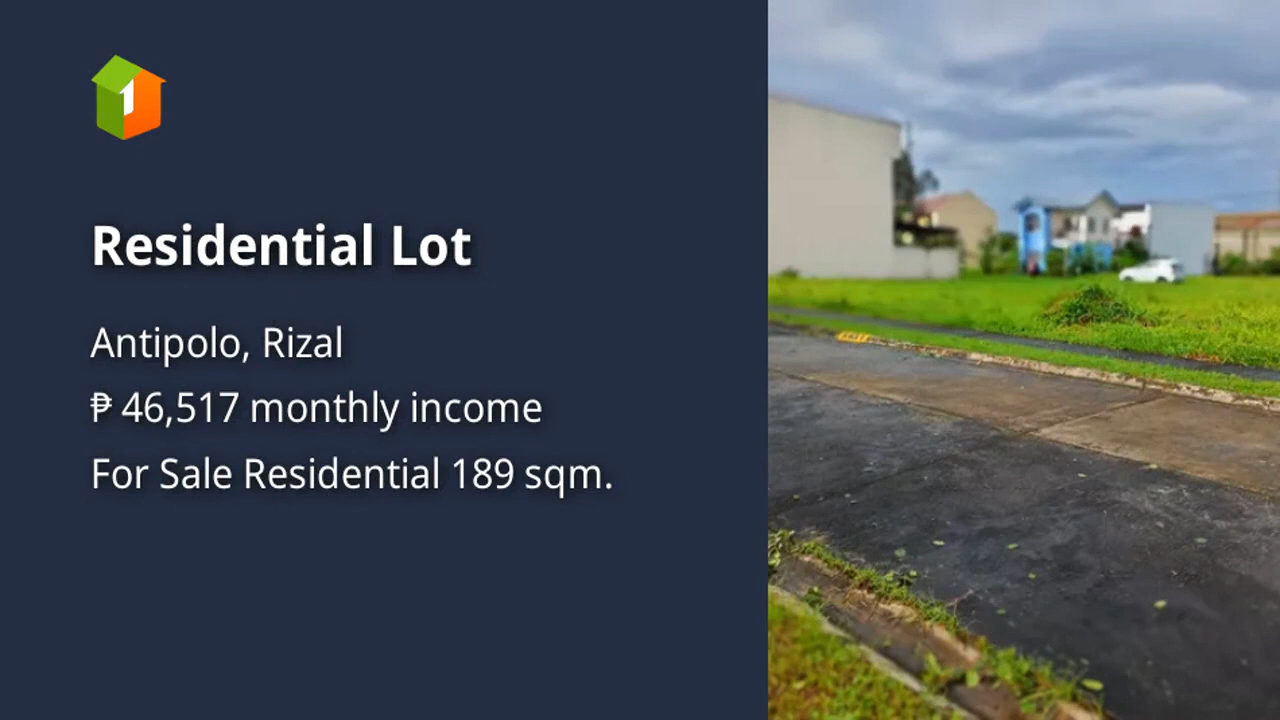 Residential Lot
Antipolo, Rizal
₱ 46,517 monthly income
For Sale Residential 189 sqm.